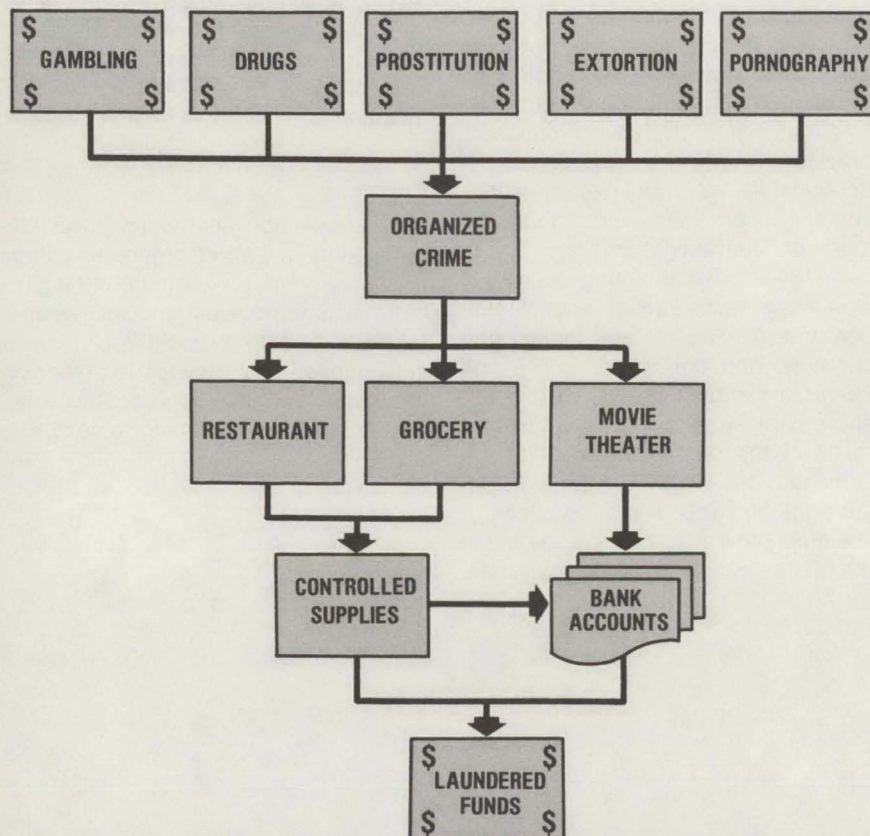 $ $ $ $ $ $ $ $ $ $
GAMBLING DRUGS PROSTITUTION EXTORTION PORNOGRAPHY
$ $ $ $ $ $ $ $ $ $
ORGANIZED
CRIME
RESTAURANT GROCERY MOVIE
THEATER
CONTROLLED
SUPPLIES
BANK
ACCOUNTS
$ $
LAUNDERED
FUNDS
$ $